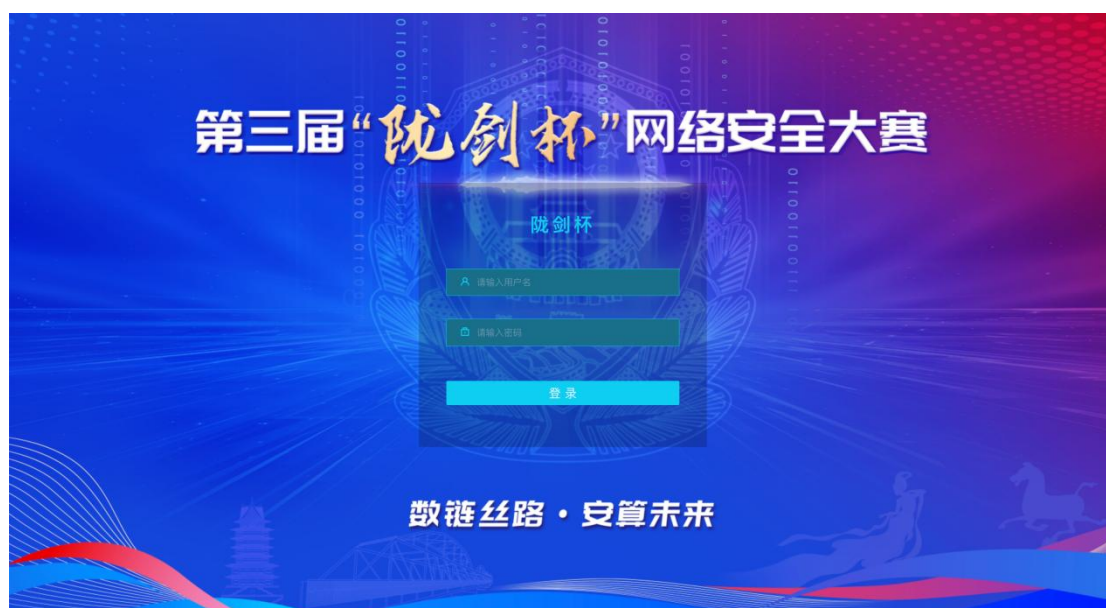 第三届“陇剑杯”网络安全大赛
陇剑杯
请输入用户名
请输入密码
登录
数链丝路·安算未来